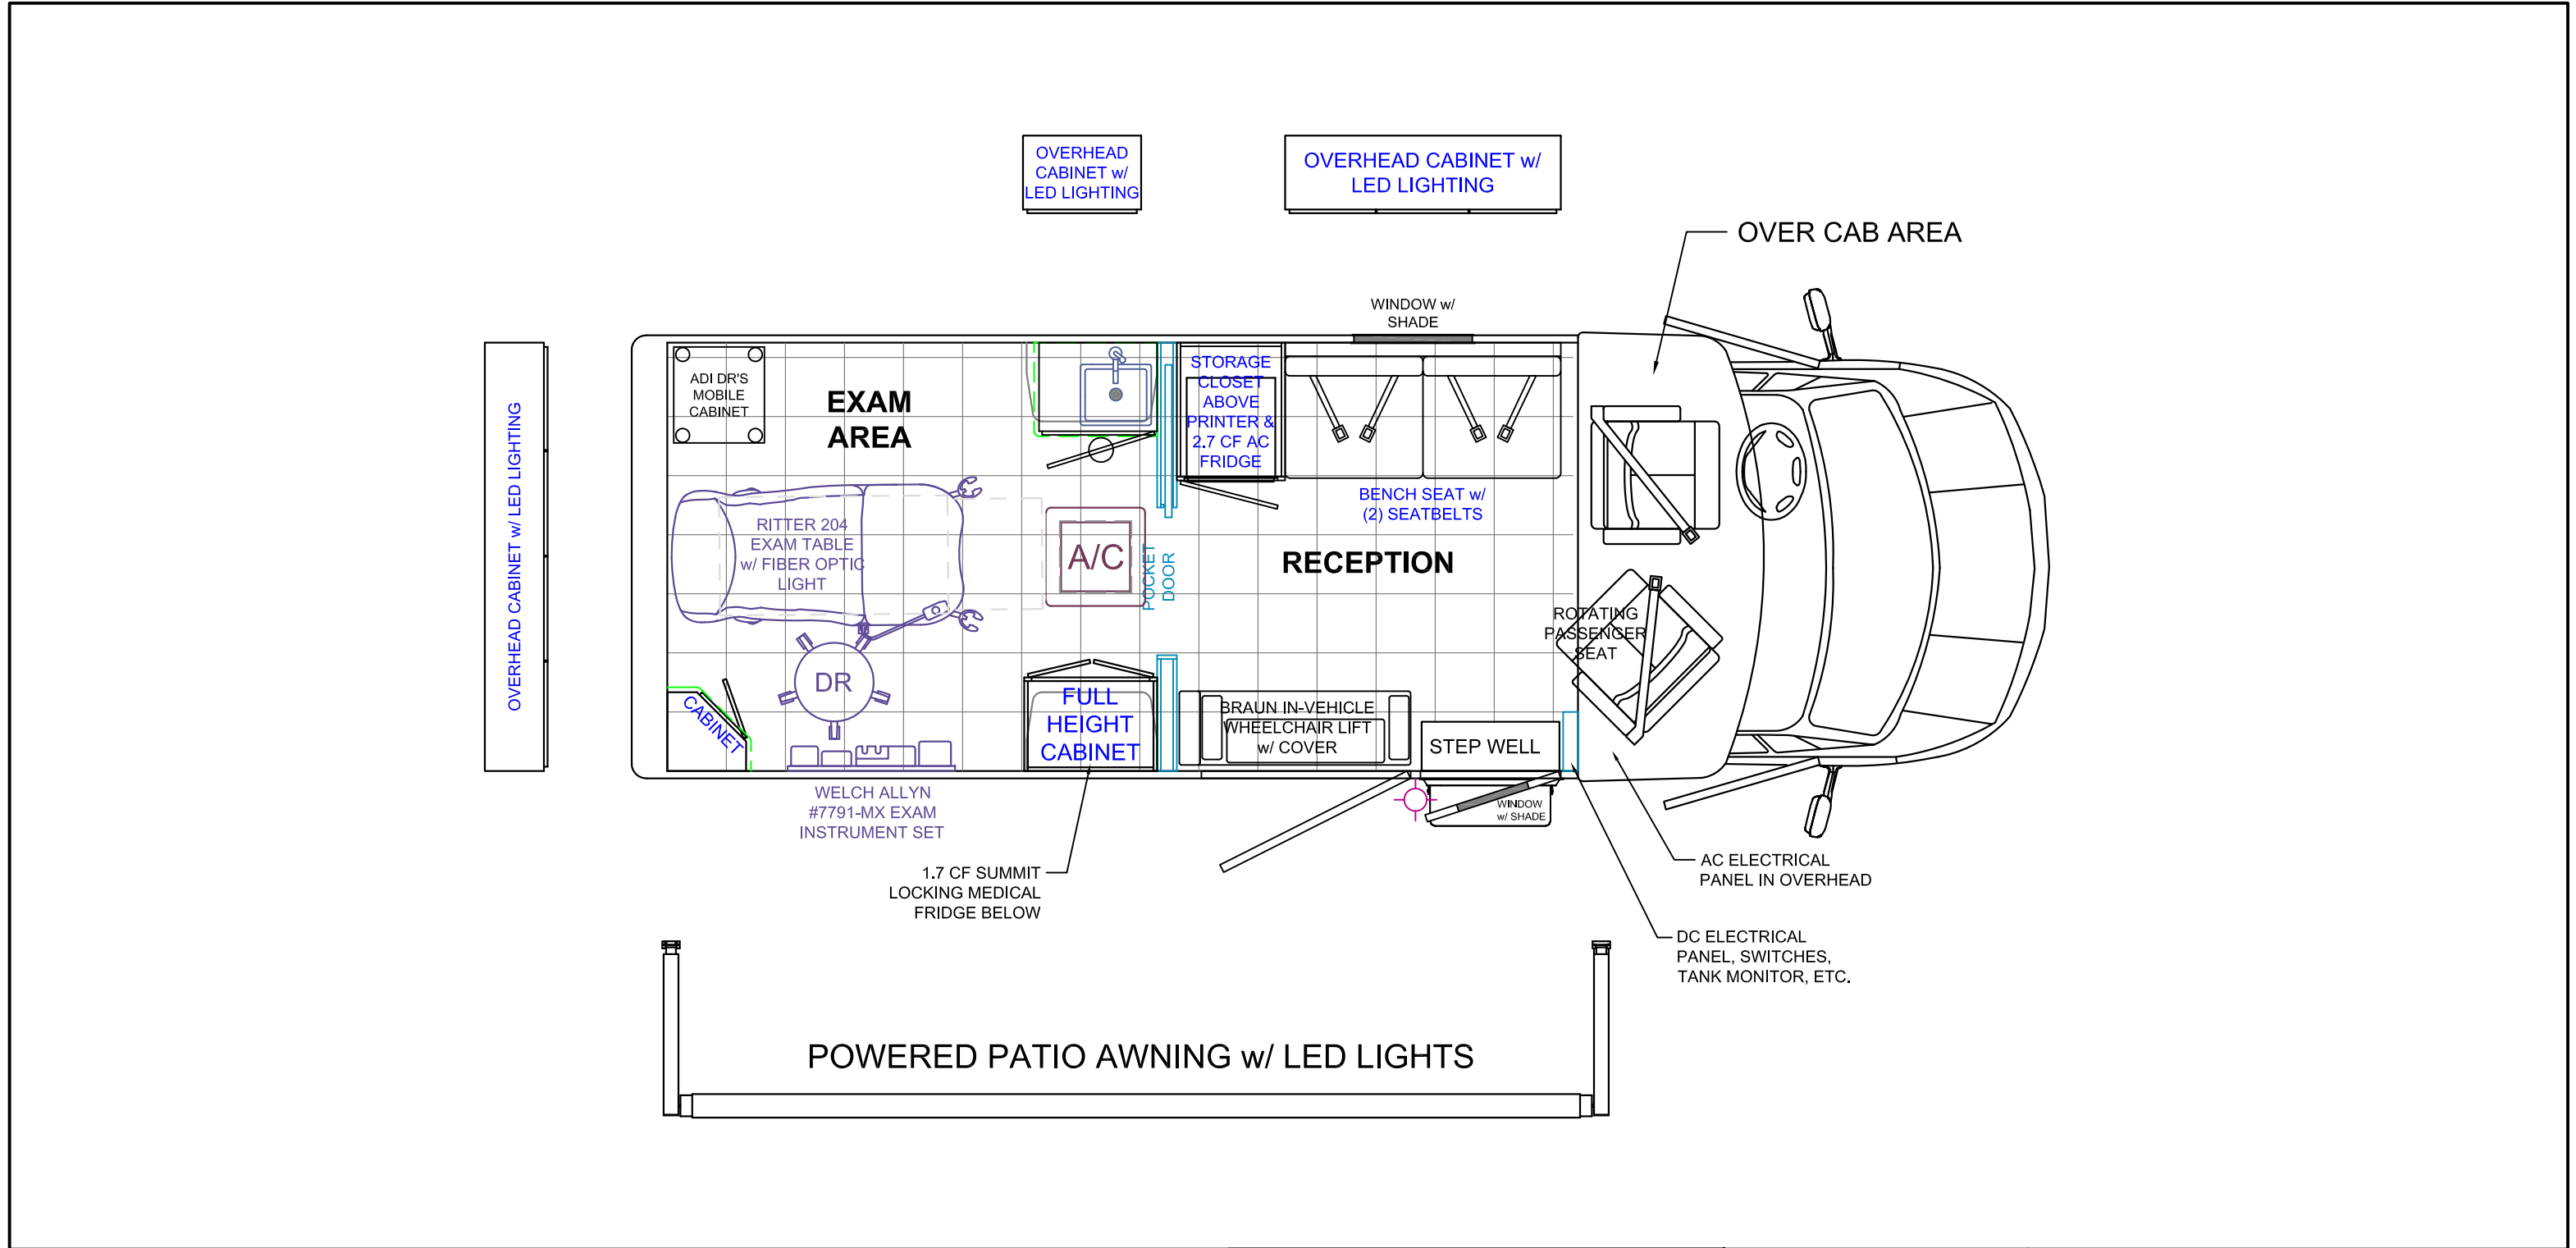 OVERHEAD
CABINET w/
LED LIGHTING
OVERHEAD CABINET w/
LED LIGHTING
OVER CAB AREA
WINDOW w/
SHADE
OVERHEAD CABINET w/ LED LIGHTING
ADI DR'S
MOBILE
CABINET
EXAM
AREA
STORAGE
CLOSET
ABOVE
PRINTER &
2.7 CF AC
FRIDGE
BENCH SEAT w/
(2) SEATBELTS
RITTER 204
EXAM TABLE
w/ FIBER OPTIC
LIGHT
A/C
POCKET
DOOR
RECEPTION
ROTATING
PASSENGER
SEAT
DR
CABINET
FULL
HEIGHT
CABINET
BRAUN IN-VEHICLE
WHEELCHAIR LIFT
w/ COVER
STEP WELL
WINDOW
w/ SHADE
WELCH ALLYN
#7791-MX EXAM
INSTRUMENT SET
1.7 CF SUMMIT
LOCKING MEDICAL
FRIDGE BELOW
AC ELECTRICAL
PANEL IN OVERHEAD
DC ELECTRICAL
PANEL, SWITCHES,
TANK MONITOR, ETC.
POWERED PATIO AWNING w/ LED LIGHTS